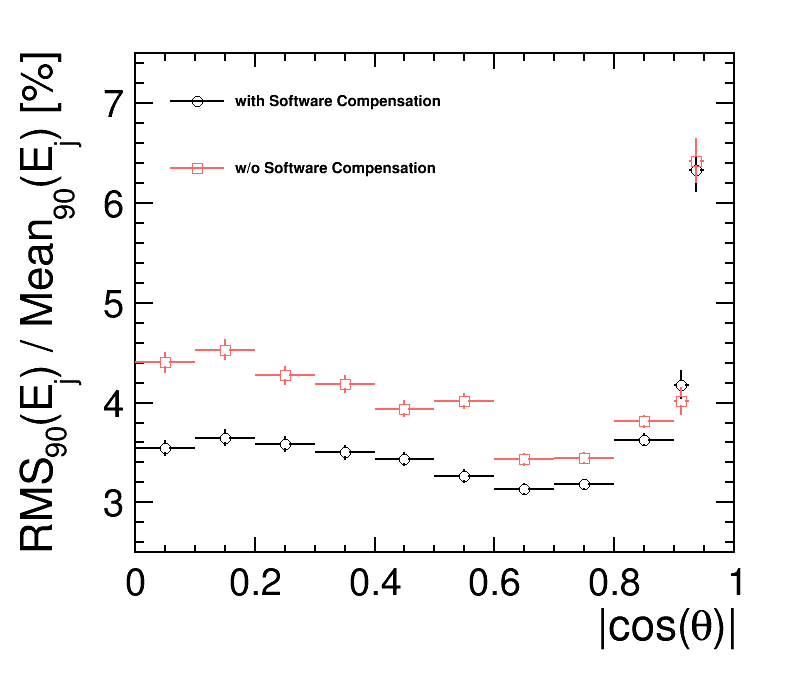 RMS90(Ej) / Mean90(Ej) [%]
7
6
5
4
3
with Software Compensation
w/o Software Compensation
0 0.2 0.4 0.6 0.8 1
|cos(θ)|